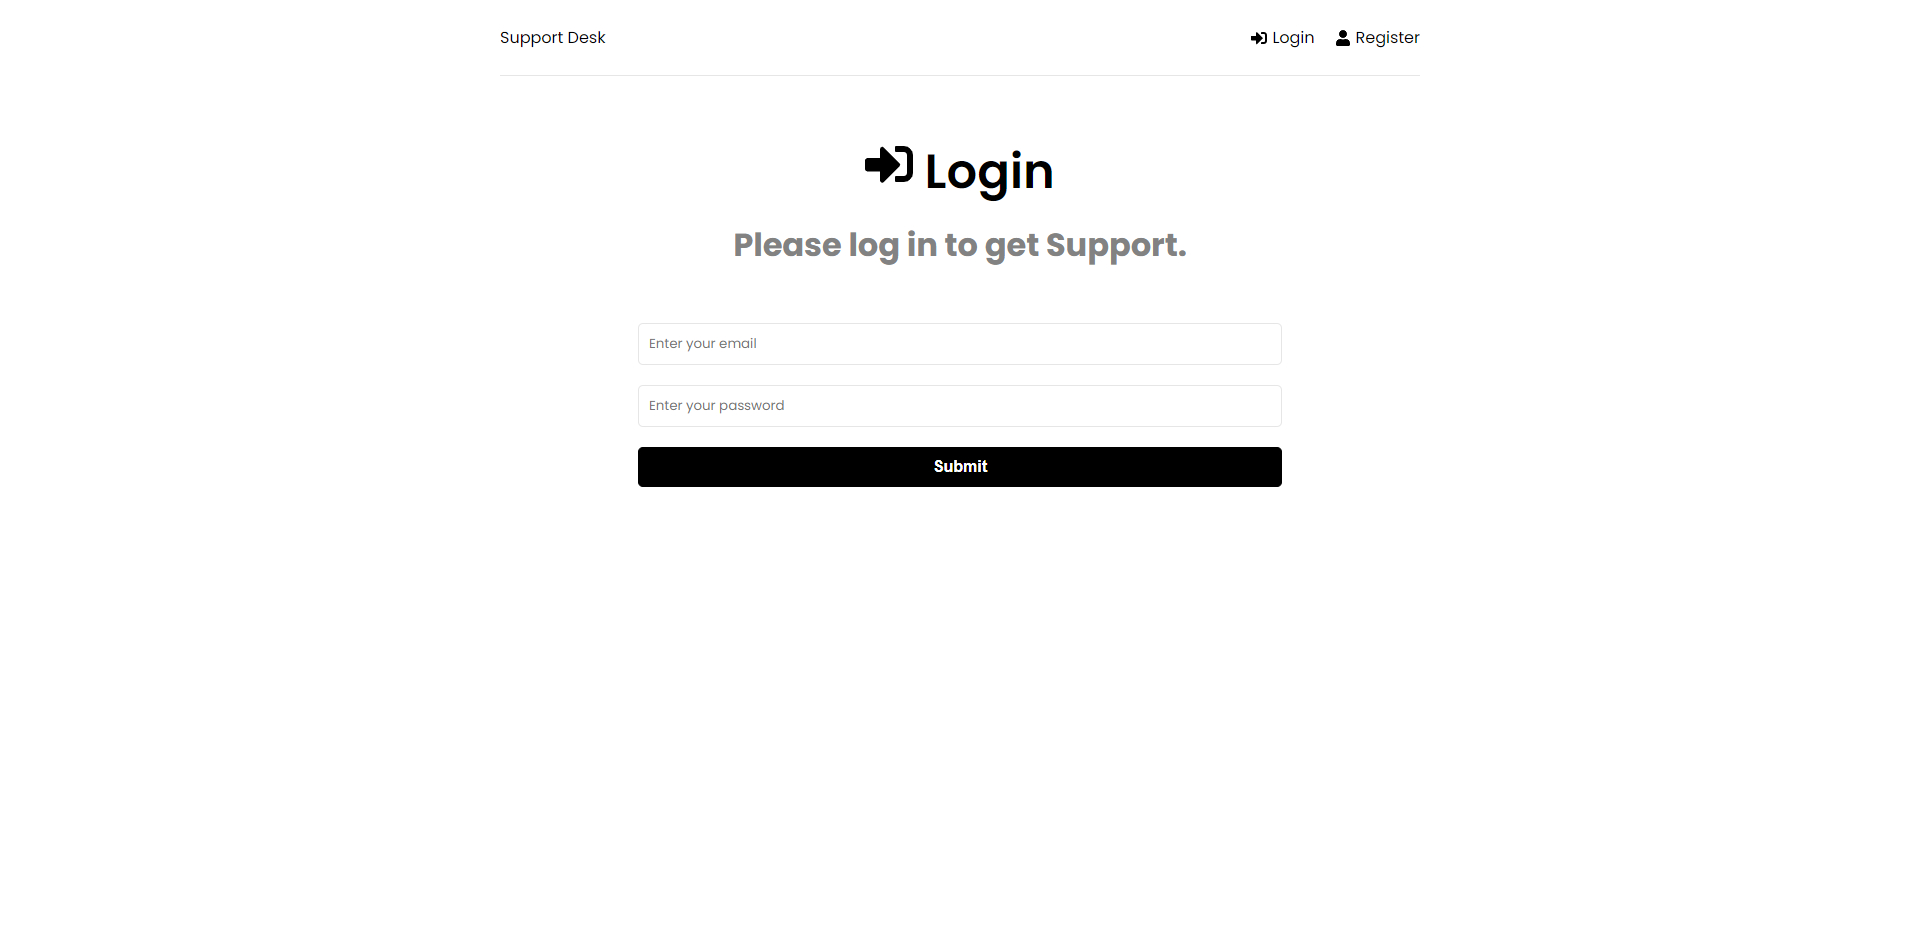 Support Desk
Login
Register
Login
Please log in to get Support.
Enter your email
Enter your password
Submit